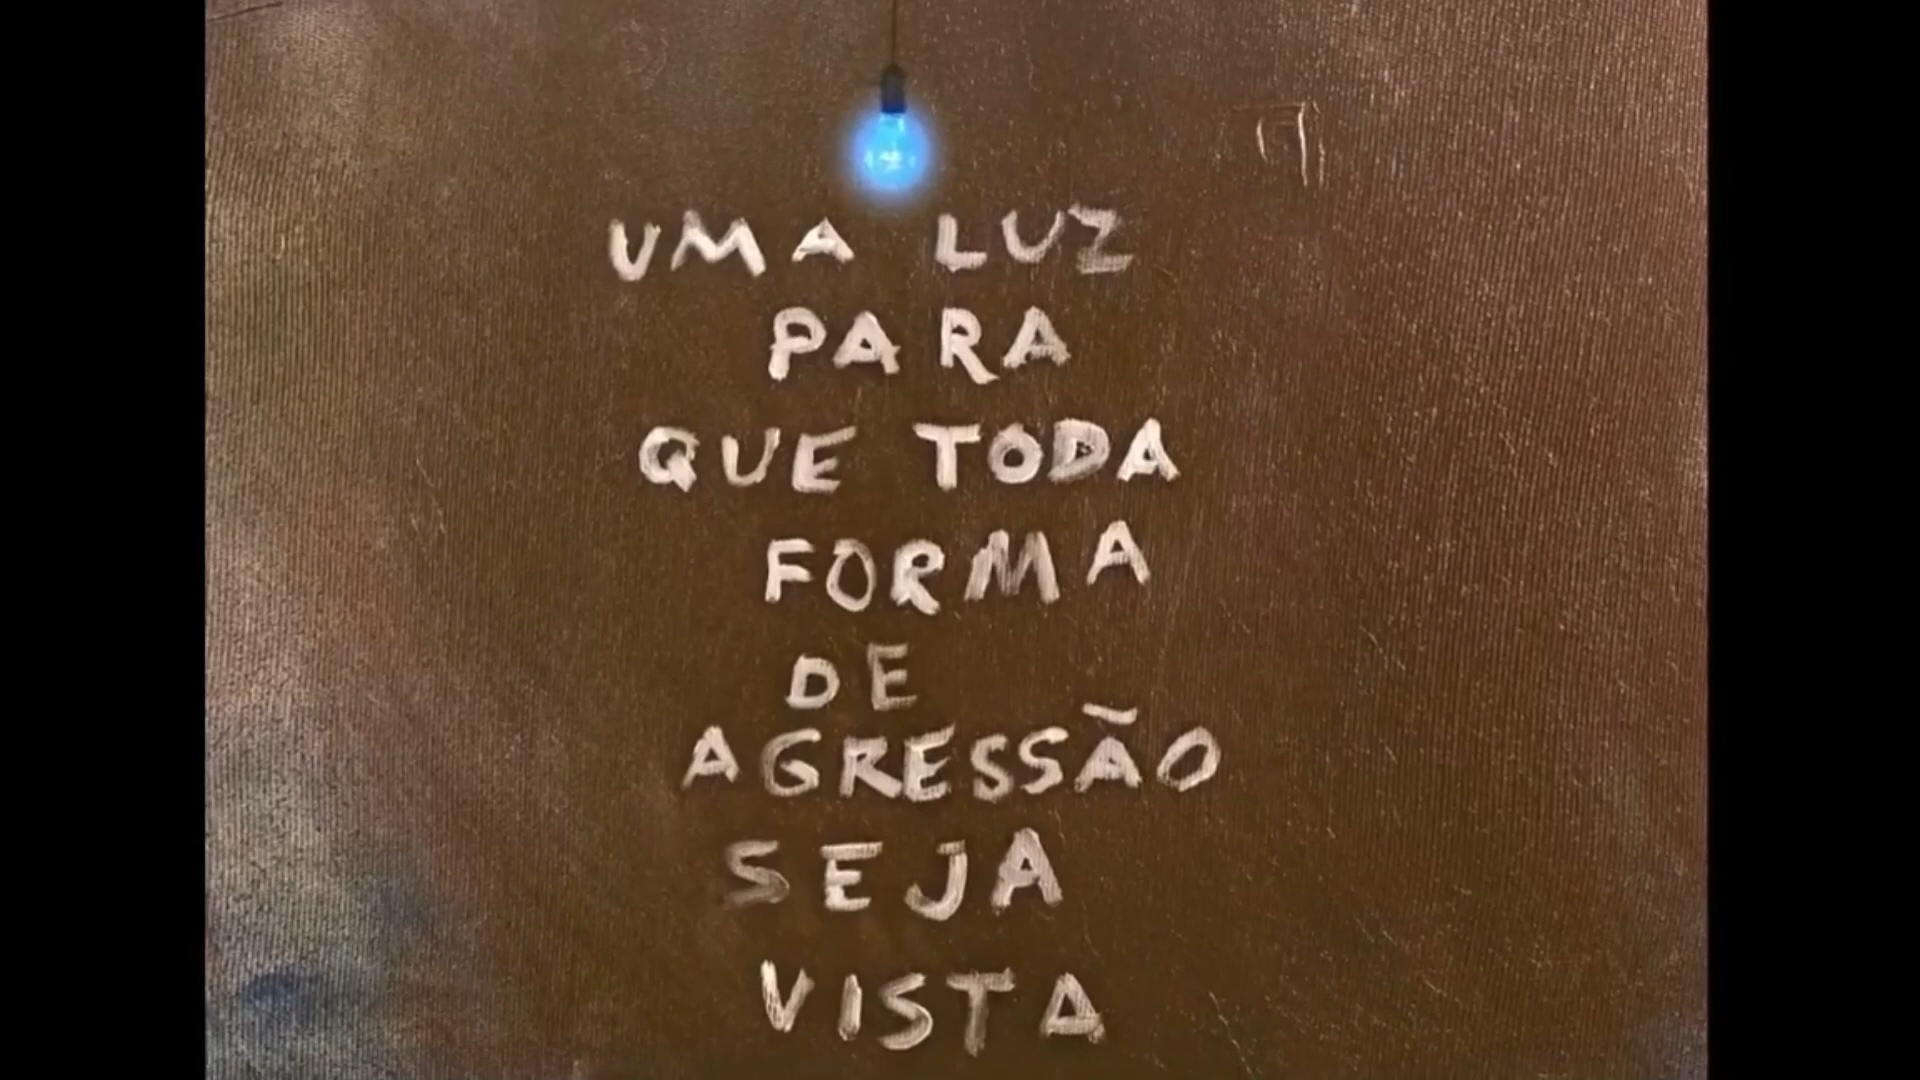 UMA LUZ
PARA
QUE TODA
FORMA
DE
AGRESSÃO
SEJA
VISTA